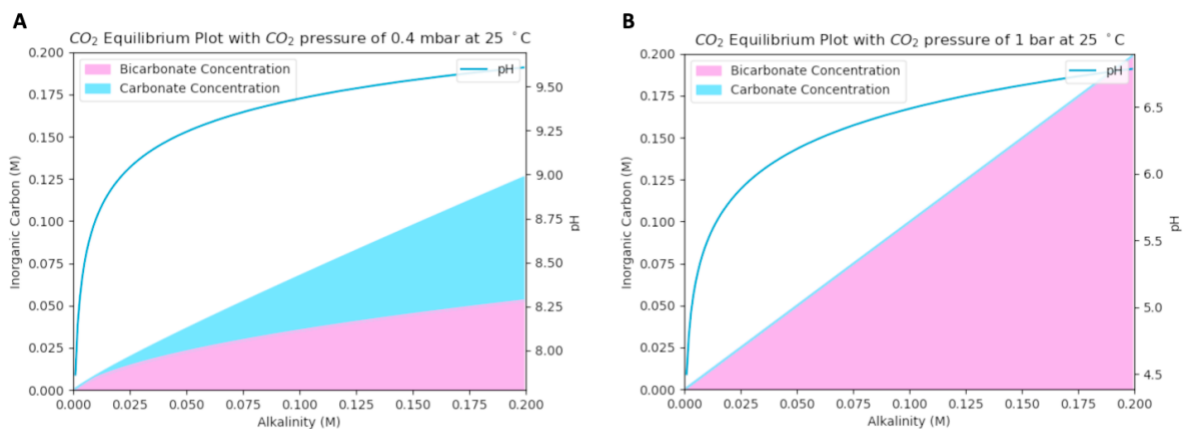 A
CO₂ Equilibrium Plot with CO₂ pressure of 0.4 mbar at 25 °C
Bicarbonate Concentration
Carbonate Concentration
pH
0.200
0.175
0.150
0.125
0.100
0.075
0.050
0.025
0.000
Inorganic Carbon (M)
9.50
9.25
9.00
8.75
8.50
8.25
8.00
pH
0.000 0.025 0.050 0.075 0.100 0.125 0.150 0.175 0.200
Alkalinity (M)
B
CO₂ Equilibrium Plot with CO₂ pressure of 1 bar at 25 °C
Bicarbonate Concentration
Carbonate Concentration
pH
0.200
0.175
0.150
0.125
0.100
0.075
0.050
0.025
0.000
Inorganic Carbon (M)
6.5
6.0
5.5
5.0
4.5
pH
0.000 0.025 0.050 0.075 0.100 0.125 0.150 0.175 0.200
Alkalinity (M)